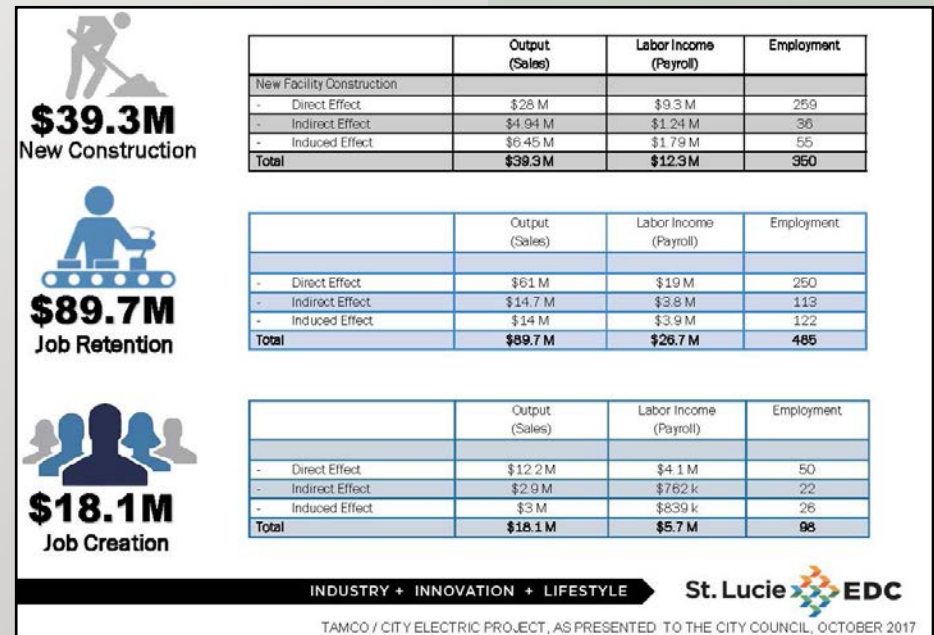 $39.3M
New Construction
Output Labor Income Employment
(Sales) (Payroll)
New Facility Construction
- Direct Effect $28 M $9.3 M 259
- Indirect Effect $4.94 M $1.24 M 36
- Induced Effect $6.45 M $1.79 M 55
Total $39.3 M $12.3 M 350
$89.7M
Job Retention
Output Labor Income Employment
(Sales) (Payroll)
- Direct Effect $61 M $19 M 250
- Indirect Effect $14.7 M $3.8 M 113
- Induced Effect $14 M $3.9 M 122
Total $89.7 M $26.7 M 485
$18.1M
Job Creation
Output Labor Income Employment
(Sales) (Payroll)
- Direct Effect $12.2 M $4.1 M 50
- Indirect Effect $2.9 M $762 k 22
- Induced Effect $3 M $839 k 26
Total $18.1 M $5.7 M 98
INDUSTRY + INNOVATION + LIFESTYLE
St. Lucie EDC
TAMCO / CITY ELECTRIC PROJECT, AS PRESENTED TO THE CITY COUNCIL, OCTOBER 2017